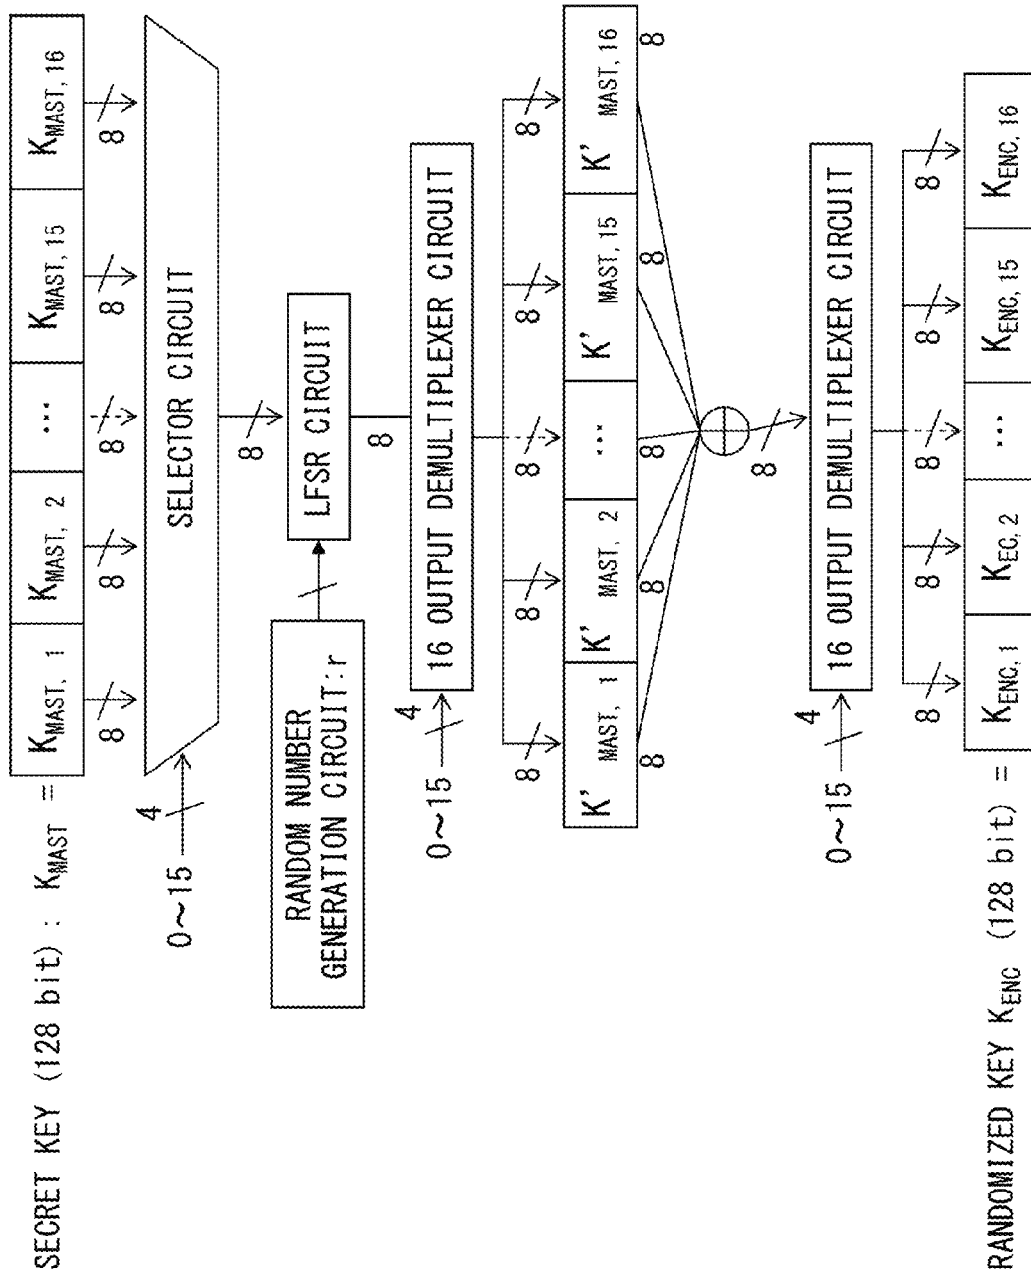 SECRET KEY (128 bit) : K_MAST =
K_MAST, 1
K_MAST, 2
...
K_MAST, 15
K_MAST, 16
8
8
8
8
8
0~15
4
SELECTOR CIRCUIT
8
RANDOM NUMBER
GENERATION CIRCUIT:r
LFSR CIRCUIT
8
0~15
4
16 OUTPUT DEMULTIPLEXER CIRCUIT
8
8
8
8
8
K' MAST, 1
K' MAST, 2
...
K' MAST, 15
K' MAST, 16
8
8
8
8
8
8
0~15
4
16 OUTPUT DEMULTIPLEXER CIRCUIT
8
8
8
8
8
RANDOMIZED KEY K_ENC (128 bit) =
K_ENC, 1
K_EC, 2
...
K_ENC, 15
K_ENC, 16